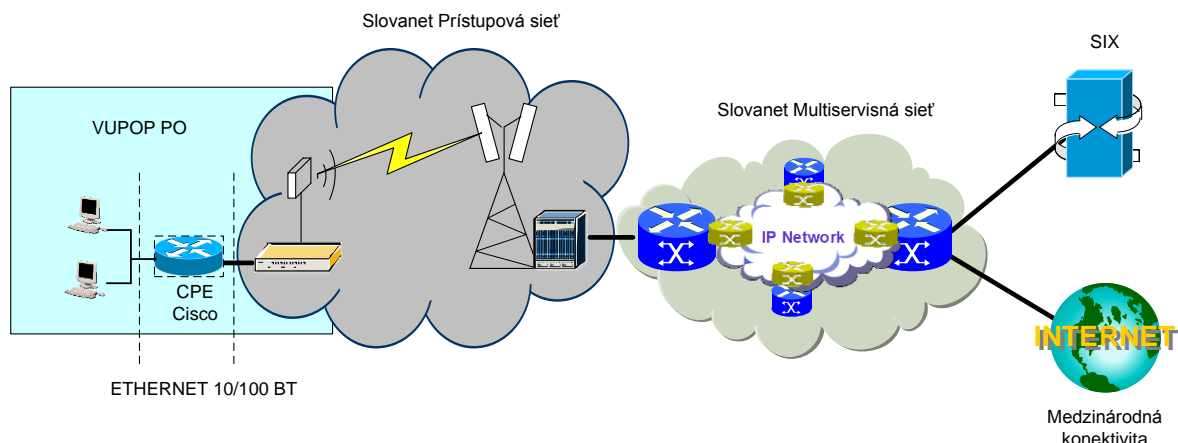 Slovanet Prístupová sieť
SIX
Slovanet Multiservisná sieť
VUPOP PO
IP Network
CPE
Cisco
INTERNET
ETHERNET 10/100 BT
Medzinárodná
konektivita